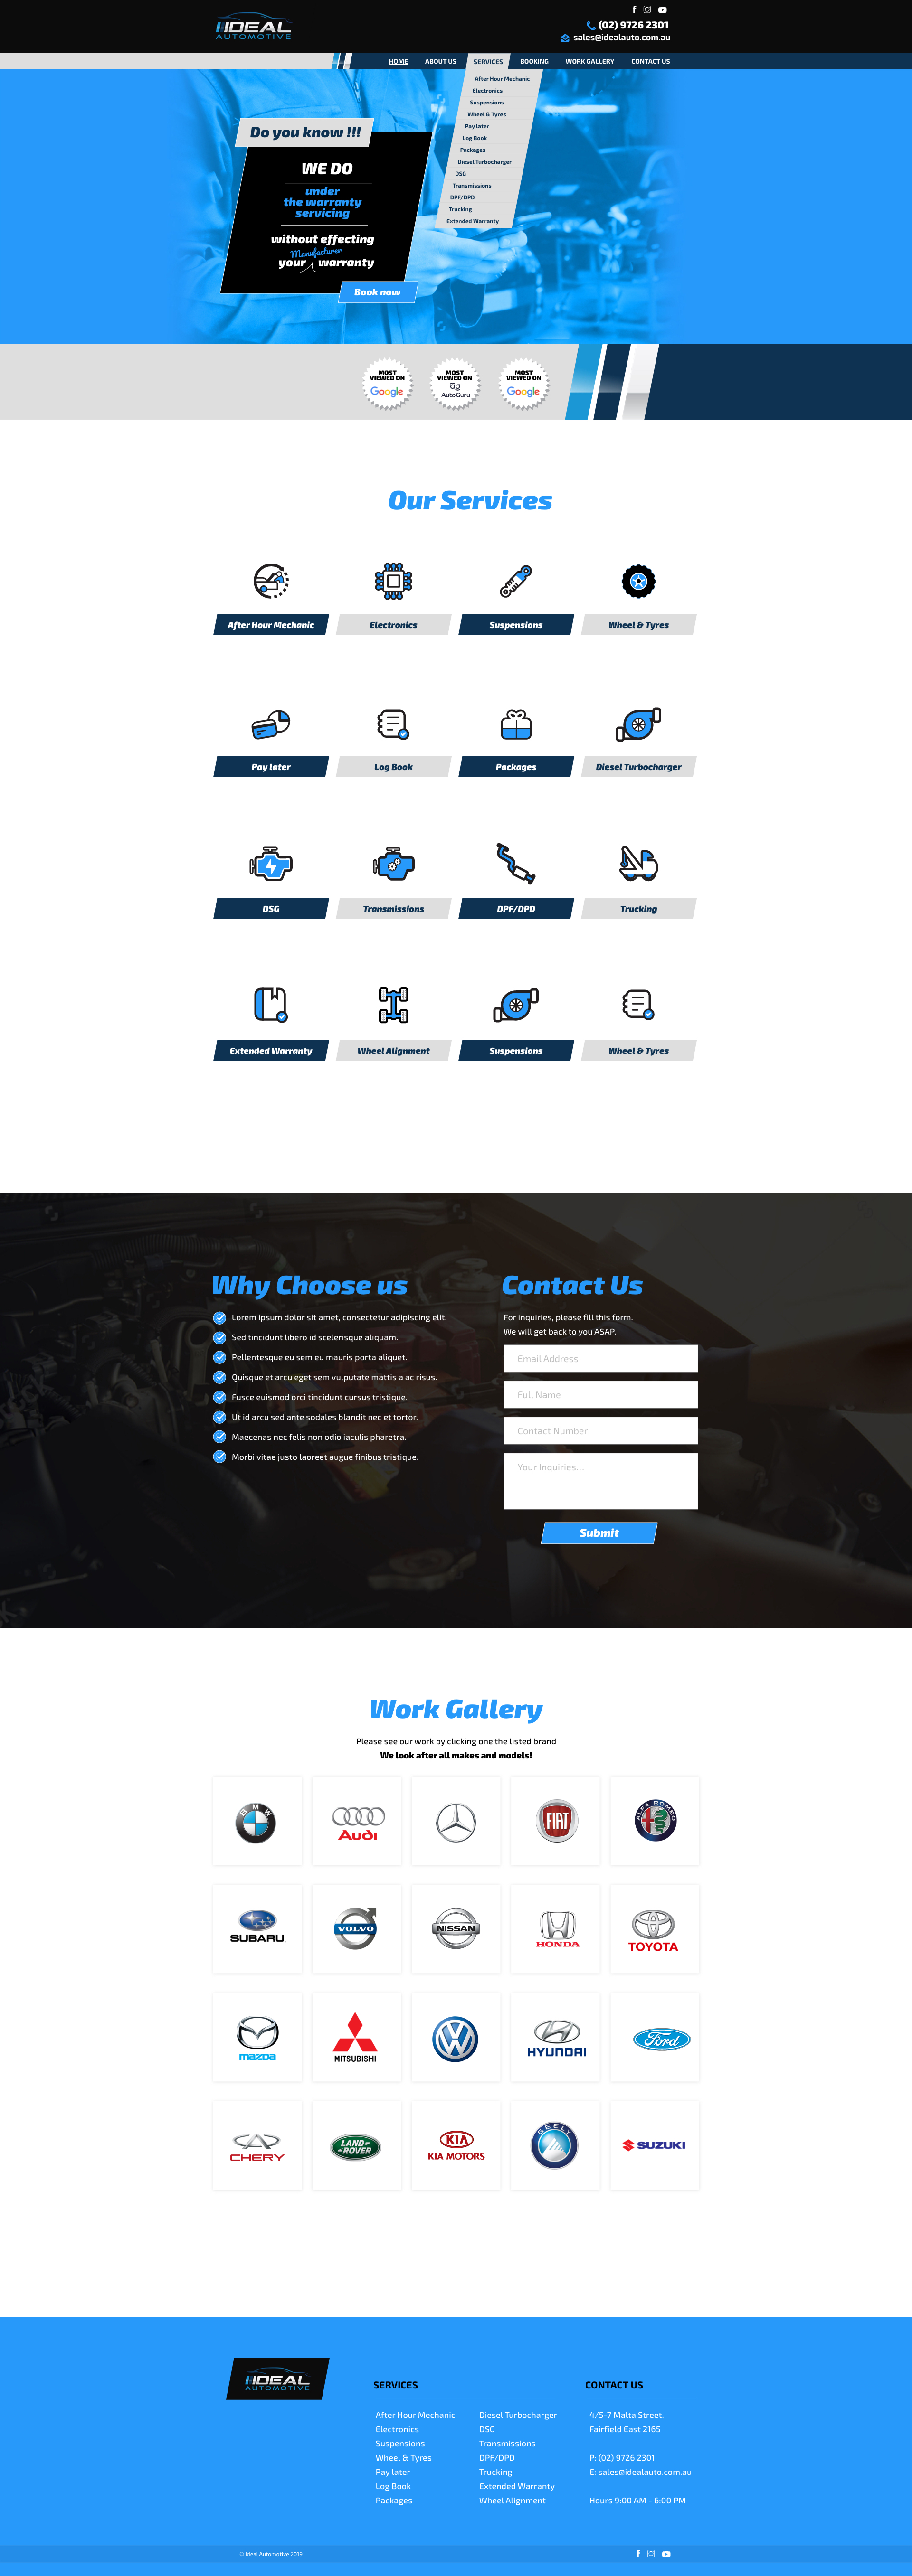 IDEAL
AUTOMOTIVE
(02) 9726 2301
sales@idealauto.com.au
HOME ABOUT US SERVICES BOOKING WORK GALLERY CONTACT US
After Hour Mechanic
Electronics
Suspensions
Wheel & Tyres
Pay later
Log Book
Packages
Diesel Turbocharger
DSG
Transmissions
DPF/DPD
Trucking
Extended Warranty
Do you know !!!
WE DO
under
the warranty
servicing
without effecting
Manufacturer
your warranty
Book now
MOST
VIEWED ON
Google
MOST
VIEWED ON
ag
AutoGuru
MOST
VIEWED ON
Google
Our Services
After Hour Mechanic Electronics Suspensions Wheel & Tyres
Pay later Log Book Packages Diesel Turbocharger
DSG Transmissions DPF/DPD Trucking
Extended Warranty Wheel Alignment Suspensions Wheel & Tyres
Why Choose us
Lorem ipsum dolor sit amet, consectetur adipiscing elit.
Sed tincidunt libero id scelerisque aliquam.
Pellentesque eu sem eu mauris porta aliquet.
Quisque et arcu eget sem vulputate mattis a ac risus.
Fusce euismod orci tincidunt cursus tristique.
Ut id arcu sed ante sodales blandit nec et tortor.
Maecenas nec felis non odio iaculis pharetra.
Morbi vitae justo laoreet augue finibus tristique.
Contact Us
For inquiries, please fill this form.
We will get back to you ASAP.
Email Address
Full Name
Contact Number
Your Inquiries...
Submit
Work Gallery
Please see our work by clicking one the listed brand
We look after all makes and models!
BMW
Audi
FIAT
ALFA ROMEO
SUBARU
VOLVO
NISSAN
HONDA
TOYOTA
mazda
MITSUBISHI
HYUNDAI
Ford
CHERY
LAND
ROVER
KIA
KIA MOTORS
GEELY
SUZUKI
IDEAL
AUTOMOTIVE
SERVICES
After Hour Mechanic
Electronics
Suspensions
Wheel & Tyres
Pay later
Log Book
Packages
Diesel Turbocharger
DSG
Transmissions
DPF/DPD
Trucking
Extended Warranty
Wheel Alignment
CONTACT US
4/5-7 Malta Street,
Fairfield East 2165
P: (02) 9726 2301
E: sales@idealauto.com.au
Hours 9:00 AM - 6:00 PM
© Ideal Automotive 2019